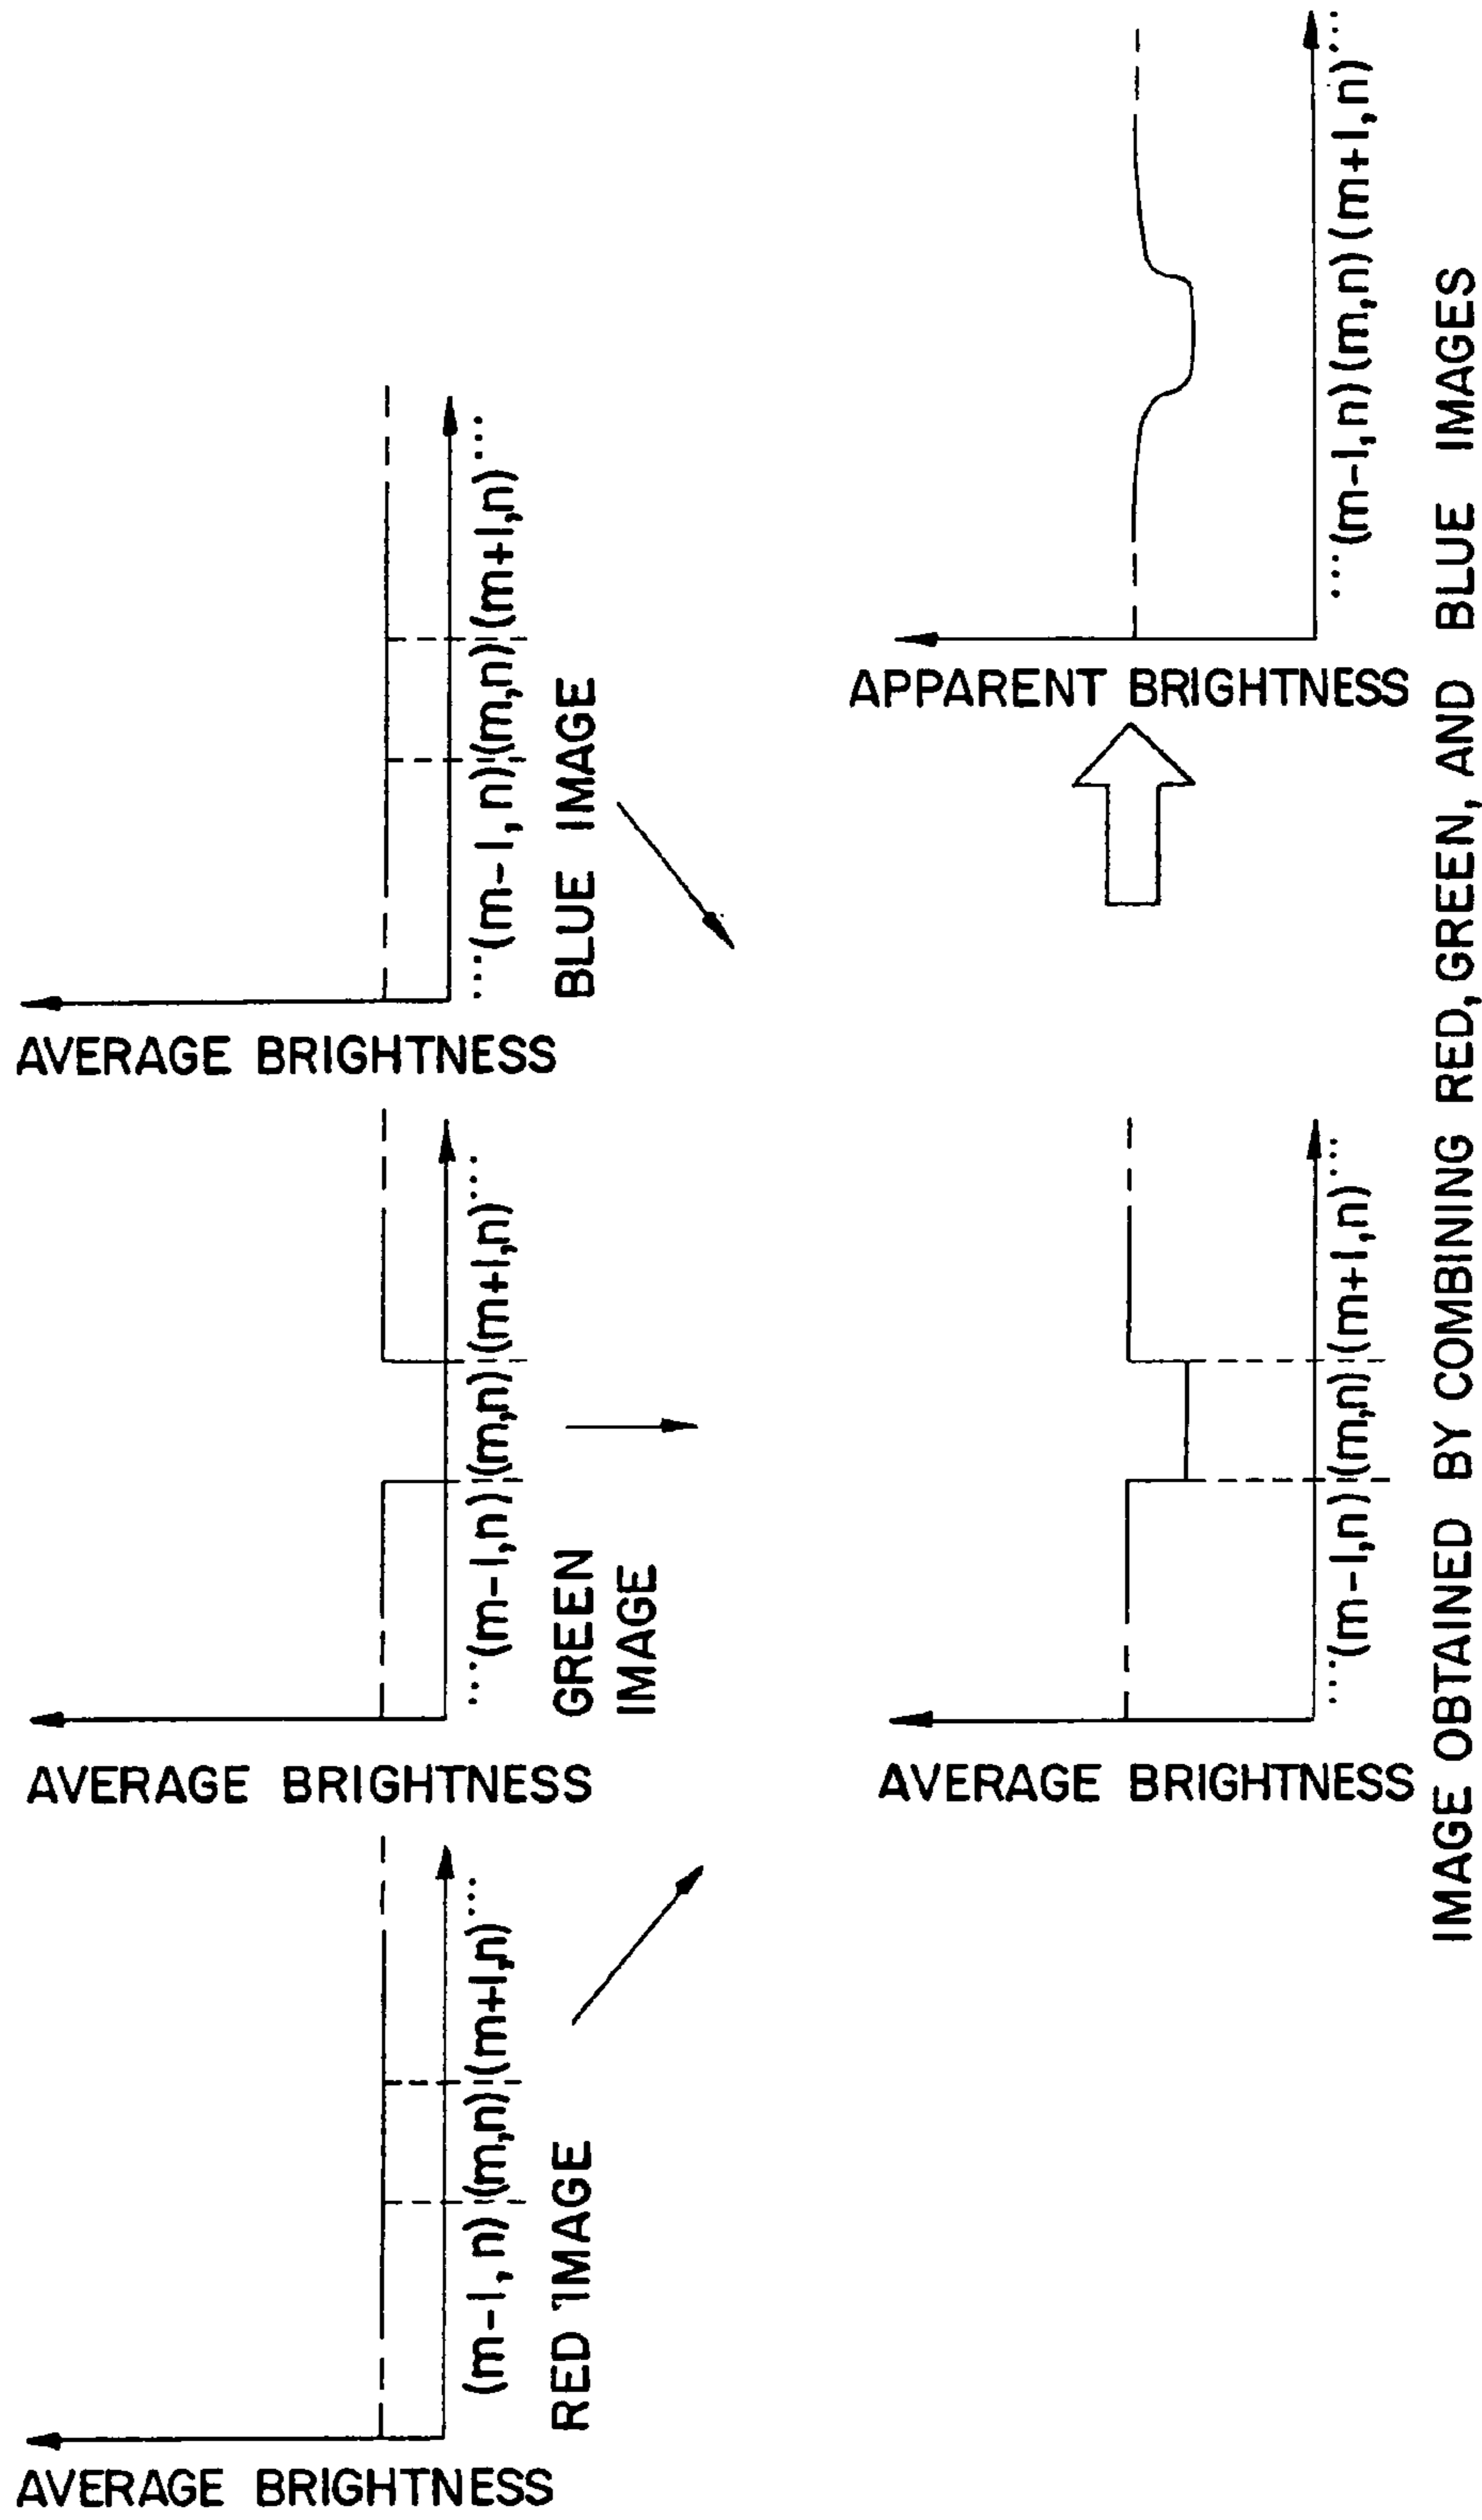 AVERAGE BRIGHTNESS
(m-1, n) (m,n) (m+1,n)...
RED IMAGE
AVERAGE BRIGHTNESS
...(m-1,n) (m,n) (m+1,n)...
GREEN
IMAGE
AVERAGE BRIGHTNESS
...(m-1, n) (m,n) (m+1,n)...
BLUE IMAGE
AVERAGE BRIGHTNESS
...(m-1,n) (m,n) (m+1,n)...
APPARENT BRIGHTNESS
...(m-1,n) (m,n) (m+1,n)...
IMAGE OBTAINED BY COMBINING RED, GREEN, AND BLUE IMAGES